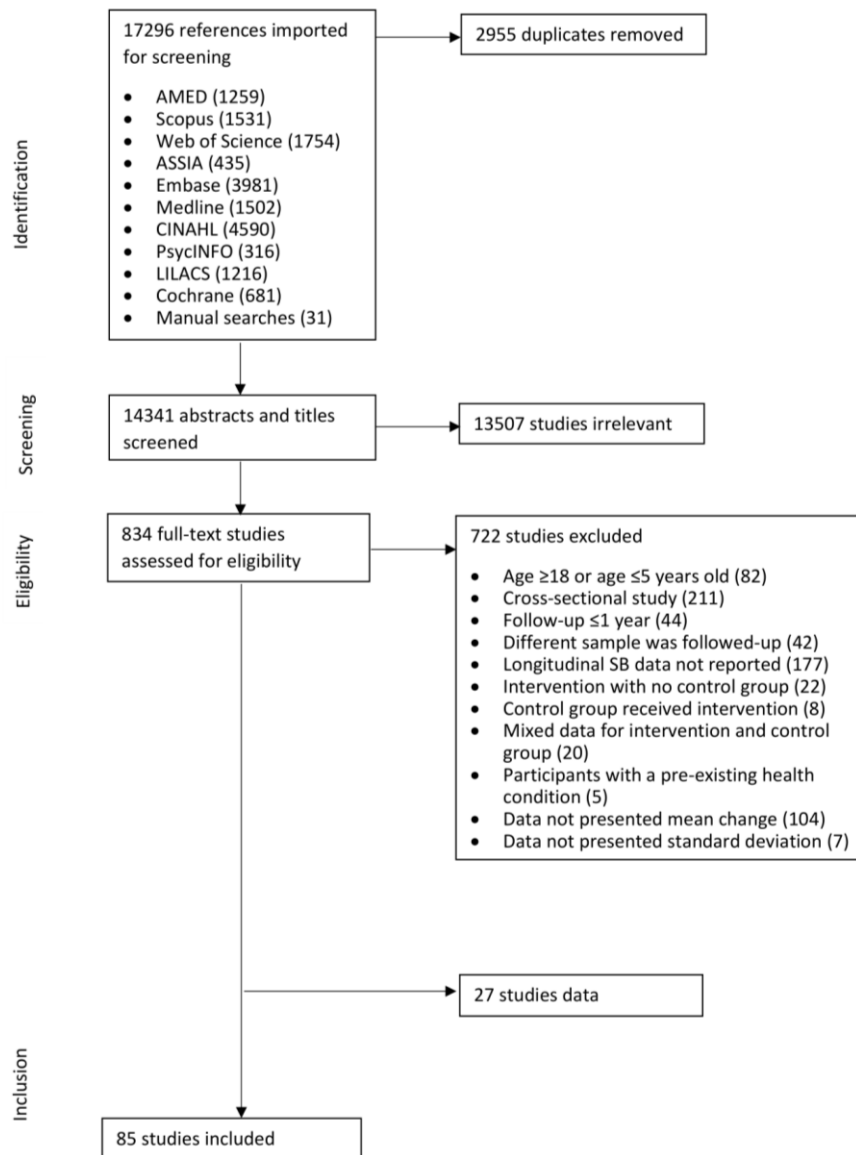 17296 references imported
for screening
• AMED (1259)
• Scopus (1531)
• Web of Science (1754)
• ASSIA (435)
• Embase (3981)
• Medline (1502)
• CINAHL (4590)
• PsycINFO (316)
• LILACS (1216)
• Cochrane (681)
• Manual searches (31)
2955 duplicates removed
Identification
14341 abstracts and titles
screened
13507 studies irrelevant
Screening
834 full-text studies
assessed for eligibility
722 studies excluded
• Age ≥18 or age ≤5 years old (82)
• Cross-sectional study (211)
• Follow-up ≤1 year (44)
• Different sample was followed-up (42)
• Longitudinal SB data not reported (177)
• Intervention with no control group (22)
• Control group received intervention (8)
• Mixed data for intervention and control
group (20)
• Participants with a pre-existing health
condition (5)
• Data not presented mean change (104)
• Data not presented standard deviation (7)
Eligibility
27 studies data
Inclusion
85 studies included